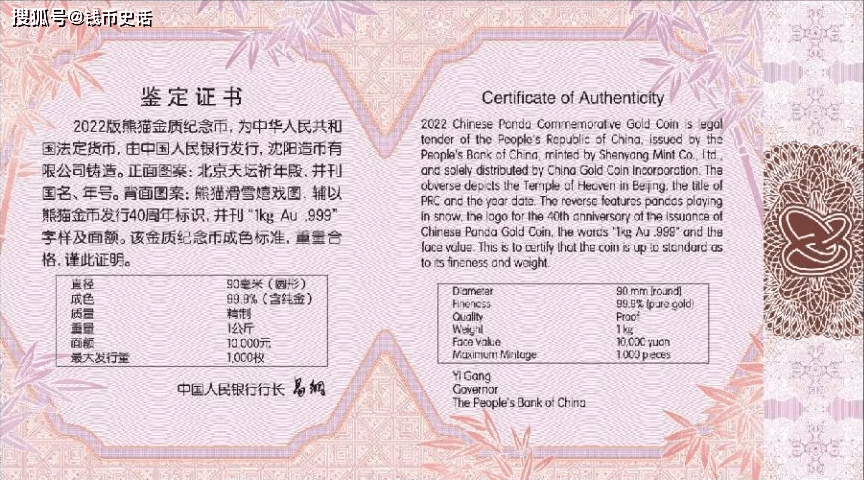 搜狐号@钱币史话
鉴定证书
2022版熊猫金质纪念币，为中华人民共和
国法定货币，由中国人民银行发行，沈阳造币有
限公司铸造。正面图案：北京天坛祈年殿，并刊
国名、年号。背面图案：熊猫滑雪嬉戏图，辅以
熊猫金币发行40周年标识，并刊“1kg Au .999”
字样及面额。该金质纪念币成色标准，重量合
格，谨此证明。
直径 90毫米（圆形）
成色 99.9%（含纯金）
质量 精制
重量 1公斤
面额 10,000元
最大发行量 1,000枚
中国人民银行行长 易纲
Certificate of Authenticity
2022 Chinese Panda Commemorative Gold Coin is legal
tender of the People's Republic of China, issued by the
People's Bank of China, minted by Shenyang Mint Co., Ltd.,
and solely distributed by China Gold Coin Incorporation. The
obverse depicts the Temple of Heaven in Beijing, the title of
PRC and the year date. The reverse features pandas playing
in snow, the logo for the 40th anniversary of the issuance of
Chinese Panda Gold Coin, the words "1kg Au .999" and the
face value. This is to certify that the coin is up to standard as
to its fineness and weight.
Diameter 90 mm (round)
Fineness 99.9% (pure gold)
Quality Proof
Weight 1 kg
Face Value 10,000 yuan
Maximum Mintage 1,000 pieces
Yi Gang
Governor
The People's Bank of China